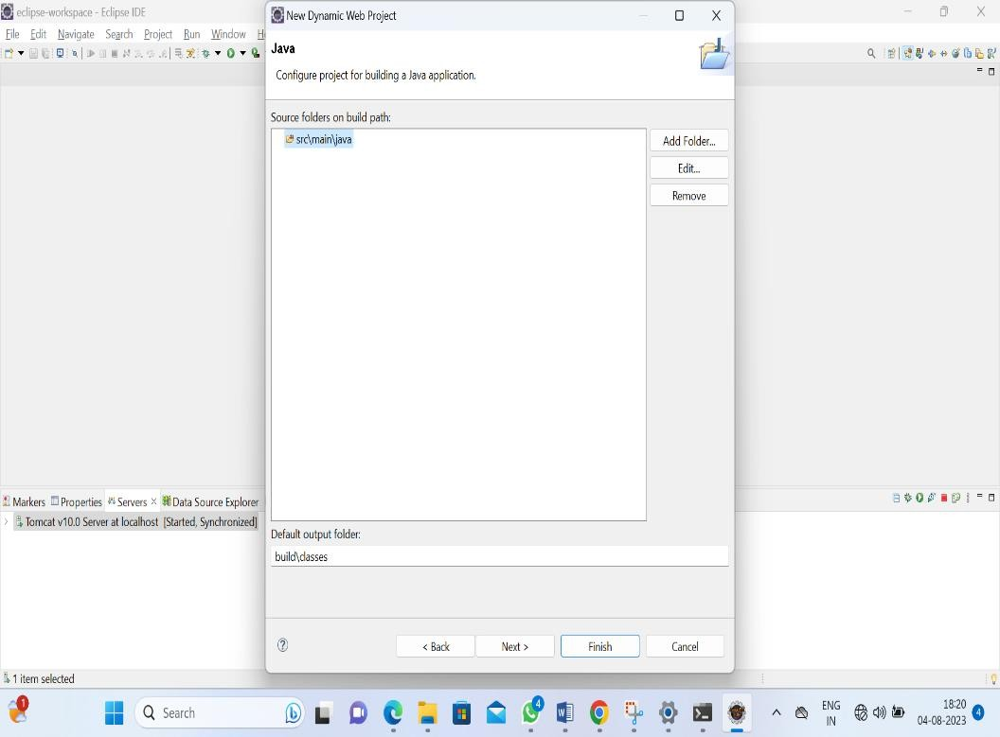 eclipse-workspace - Eclipse IDE
File Edit Navigate Search Project Run Window H
New Dynamic Web Project
Java
Configure project for building a Java application.
Source folders on build path:
src\main\java
Add Folder...
Edit...
Remove
Default output folder:
build\classes
< Back Next > Finish Cancel
Markers Properties Servers Data Source Explorer
Tomcat v10.0 Server at localhost [Started, Synchronized]
1 item selected
1
Search
4
ENG
IN
18:20
04-08-2023
4